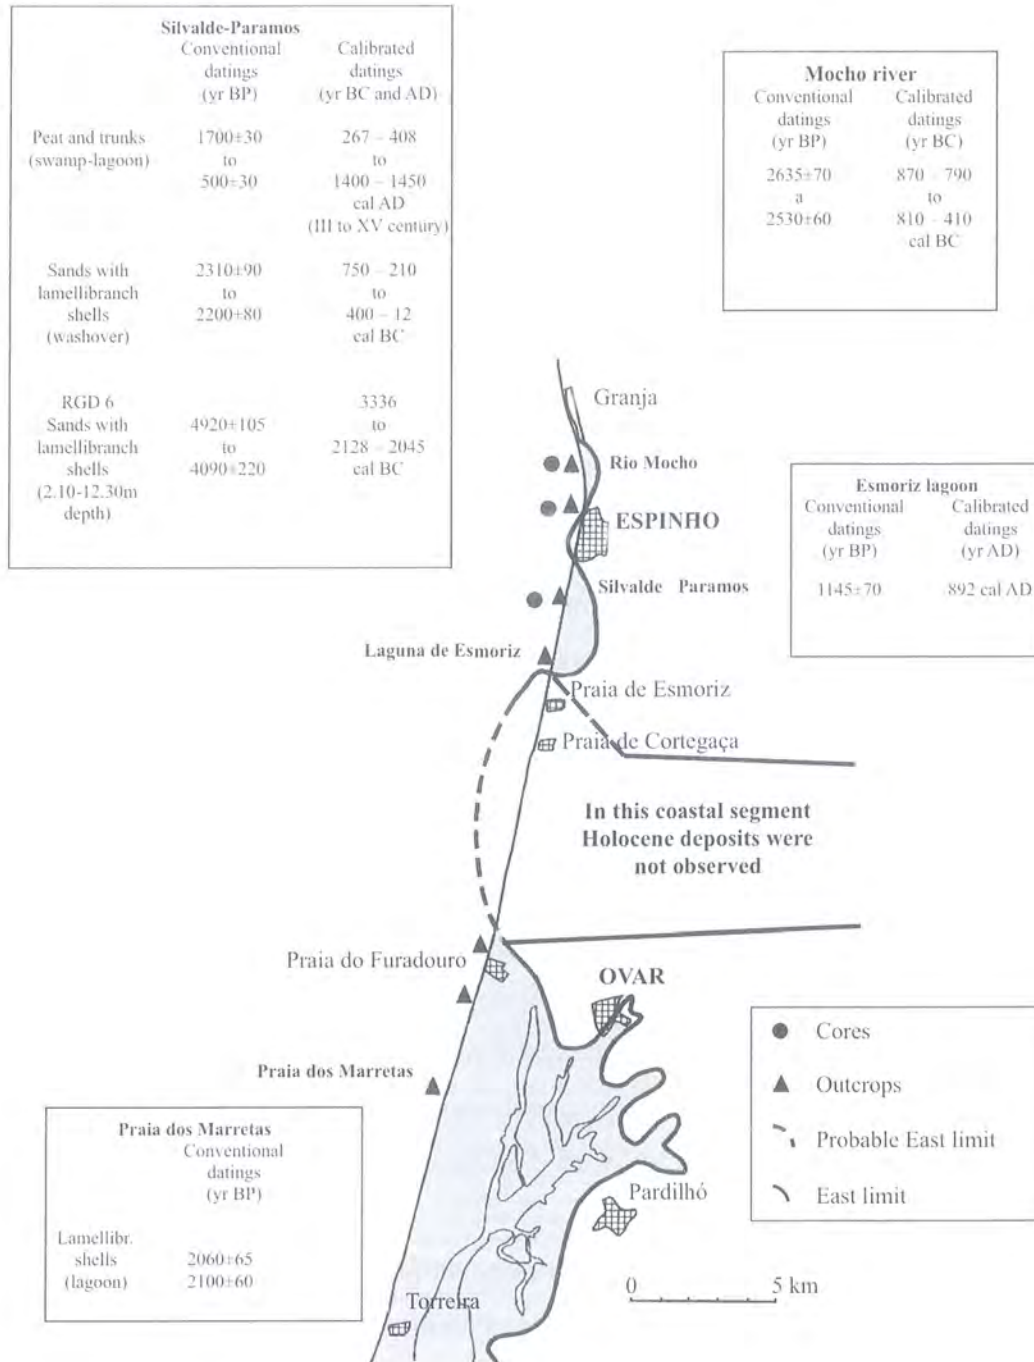 Silvalde-Paramos
Conventional datings (yr BP)
Calibrated datings (yr BC and AD)
Peat and trunks (swamp-lagoon)
1700±30 to 500±30
267 – 408 to 1400 – 1450 cal AD (III to XV century)
Sands with lamellibranch shells (washover)
2310±90 to 2200±80
750 – 210 to 400 – 12 cal BC
RGD 6
Sands with lamellibranch shells (2.10-12.30m depth)
4920±105 to 4090±220
3336 to 2128 – 2045 cal BC
Mocho river
Conventional datings (yr BP)
Calibrated datings (yr BC)
2635±70 a 2530±60
870 – 790 to 810 – 410 cal BC
Granja
Rio Mocho
ESPINHO
Esmoriz lagoon
Conventional datings (yr BP)
Calibrated datings (yr AD)
1145±70
892 cal AD
Silvalde Paramos
Laguna de Esmoriz
Praia de Esmoriz
Praia de Cortegaça
In this coastal segment
Holocene deposits were
not observed
Praia do Furadouro
OVAR
Praia dos Marretas
Cores
Outcrops
Probable East limit
East limit
Praia dos Marretas
Conventional datings (yr BP)
Lamellibr. shells (lagoon)
2060±65
2100±60
Pardilhó
Torreira
0 5 km